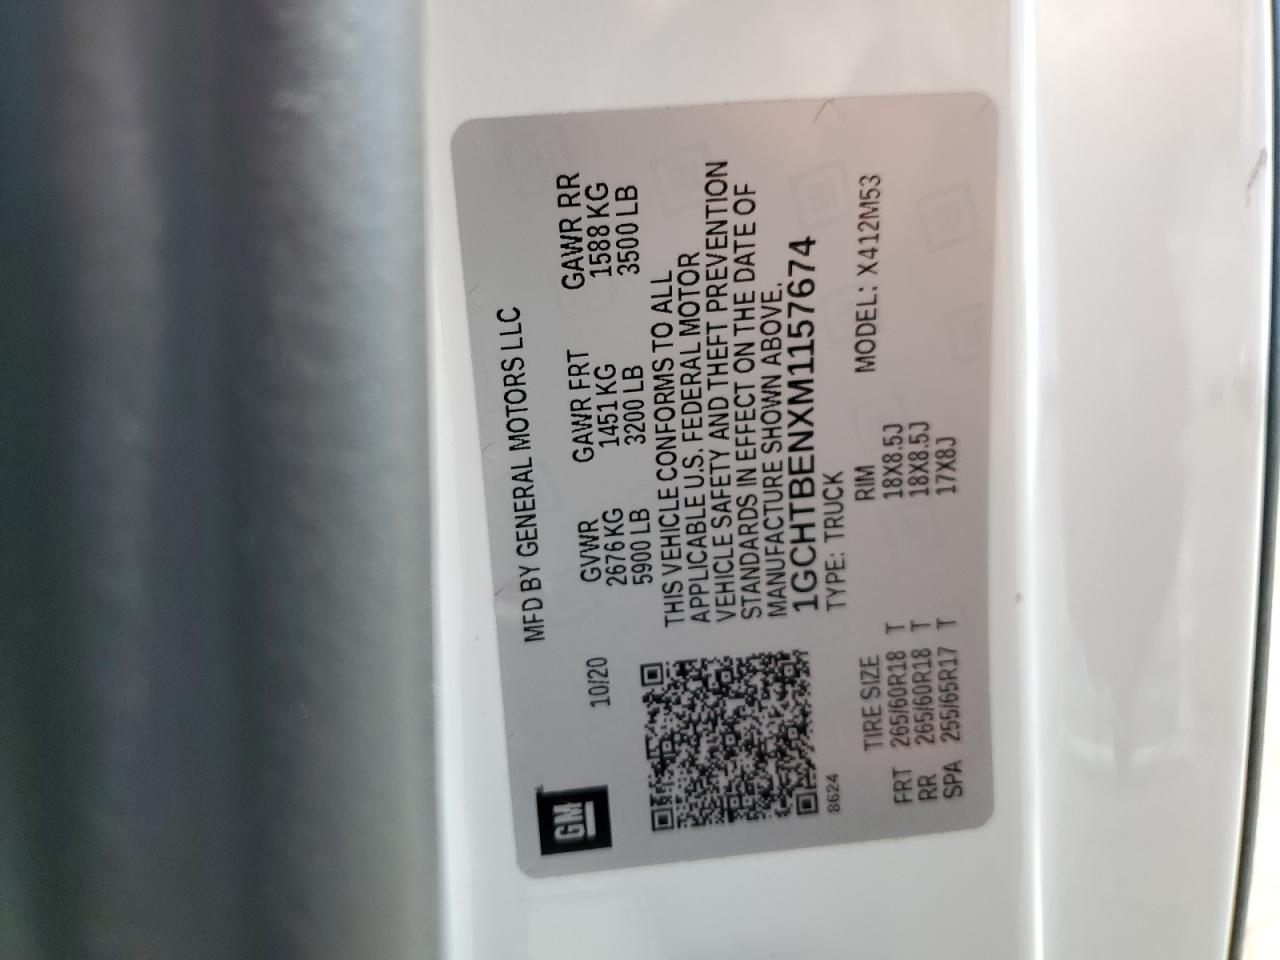 GM
MFD BY GENERAL MOTORS LLC
10/20
GVWR GAWR FRT GAWR RR
2676 KG 1451 KG 1588 KG
5900 LB 3200 LB 3500 LB
THIS VEHICLE CONFORMS TO ALL
APPLICABLE U.S. FEDERAL MOTOR
VEHICLE SAFETY AND THEFT PREVENTION
STANDARDS IN EFFECT ON THE DATE OF
MANUFACTURE SHOWN ABOVE.
1GCHTBENXM1157674
TYPE: TRUCK
8624
MODEL: X412M53
TIRE SIZE RIM
FRT 265/60R18 T 18X8.5J
RR 265/60R18 T 18X8.5J
SPA 255/65R17 T 17X8J